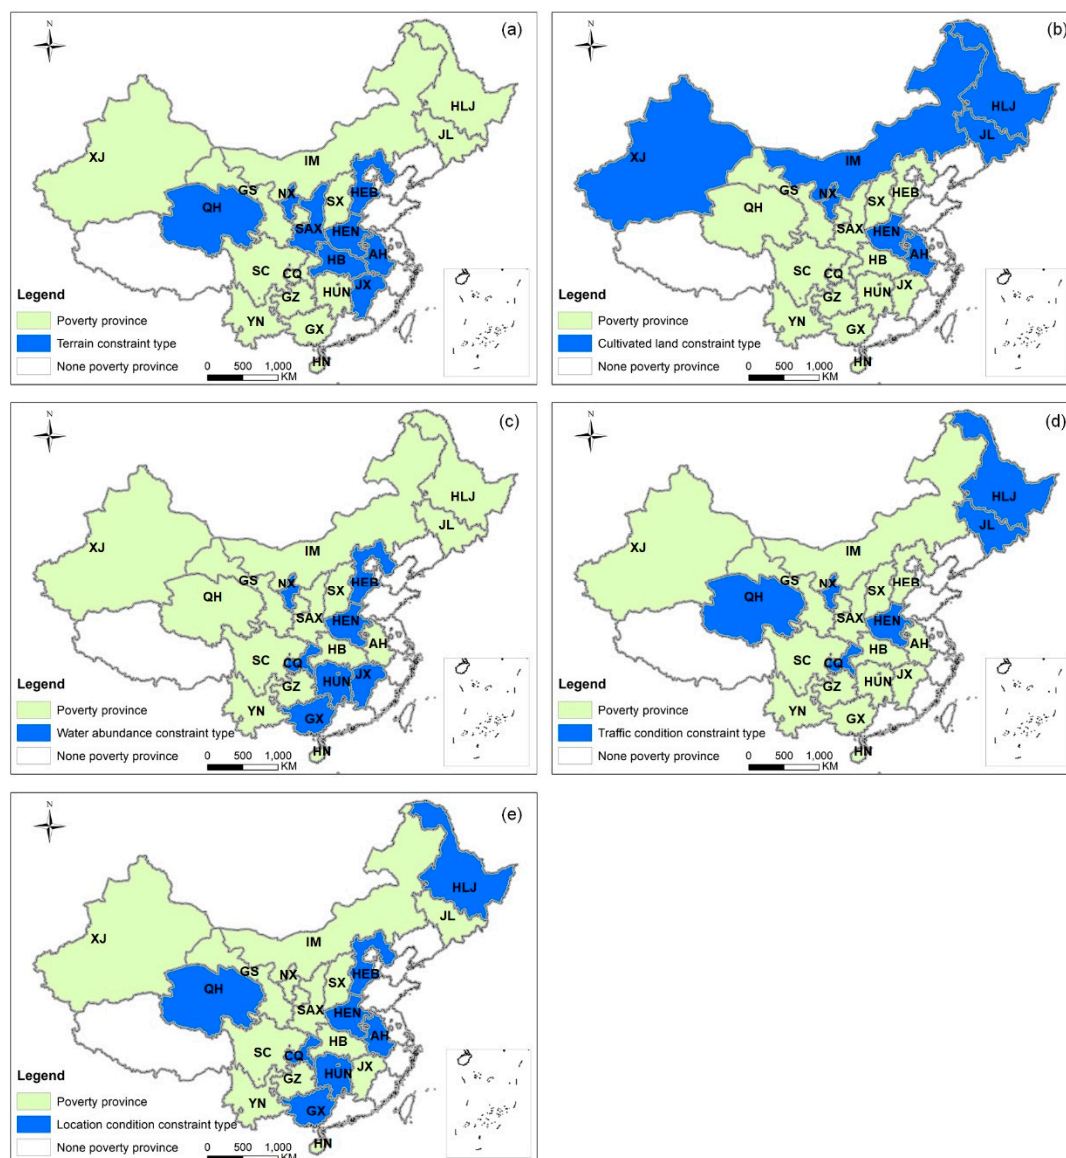 N
(a)
HLJ
JL
XJ
IM
GS
NX
HEB
SX
QH
SAX
HEN
AH
HB
SC
CQ
JX
HUN
GZ
YN
GX
HN
Legend
Poverty province
Terrain constraint type
None poverty province
0 500 1,000
KM
N
(b)
HLJ
JL
XJ
IM
GS
NX
HEB
SX
QH
SAX
HEN
AH
HB
SC
CQ
JX
HUN
GZ
YN
GX
HN
Legend
Poverty province
Cultivated land constraint type
None poverty province
0 500 1,000
KM
N
(c)
HLJ
JL
XJ
IM
GS
NX
HEB
SX
QH
SAX
HEN
AH
HB
SC
CQ
JX
HUN
GZ
YN
GX
HN
Legend
Poverty province
Water abundance constraint type
None poverty province
0 500 1,000
KM
N
(d)
HLJ
JL
XJ
IM
GS
NX
HEB
SX
QH
SAX
HEN
AH
HB
SC
CQ
JX
HUN
GZ
YN
GX
HN
Legend
Poverty province
Traffic condition constraint type
None poverty province
0 500 1,000
KM
N
(e)
HLJ
JL
XJ
IM
GS
NX
HEB
SX
QH
SAX
HEN
AH
HB
SC
CQ
JX
HUN
GZ
YN
GX
HN
Legend
Poverty province
Location condition constraint type
None poverty province
0 500 1,000
KM